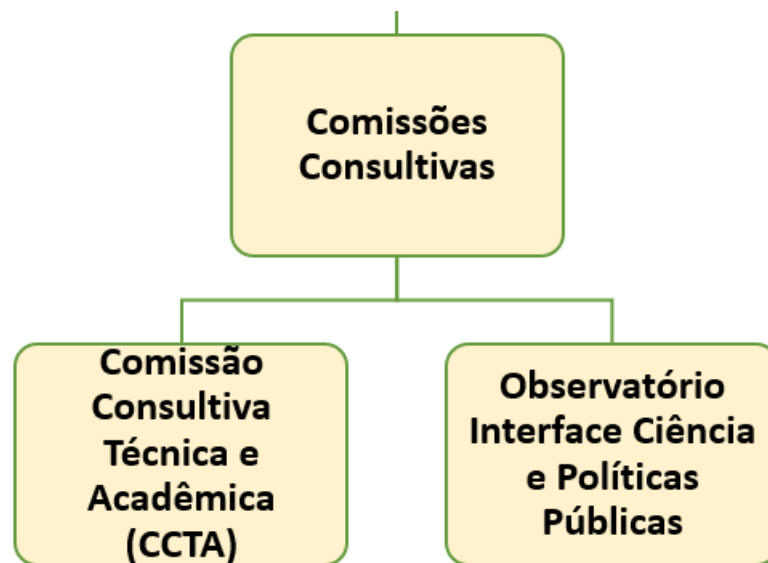 Comissões
Consultivas
Comissão
Consultiva
Técnica e
Acadêmica
(CCTA)
Observatório
Interface Ciência
e Políticas
Públicas